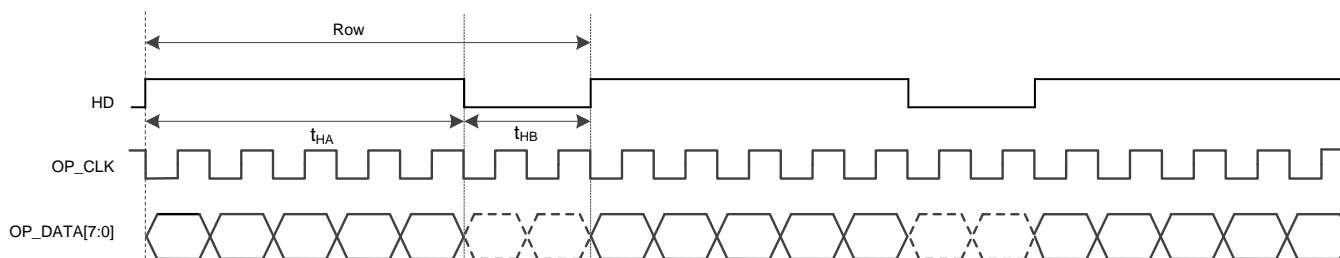 Row
HD
tHA
tHB
OP_CLK
OP_DATA[7:0]